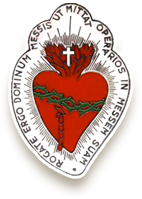 ROGATE ERGO DOMINUM MESSIS UT MITTAT OPERARIOS IN MESSEM SUAM